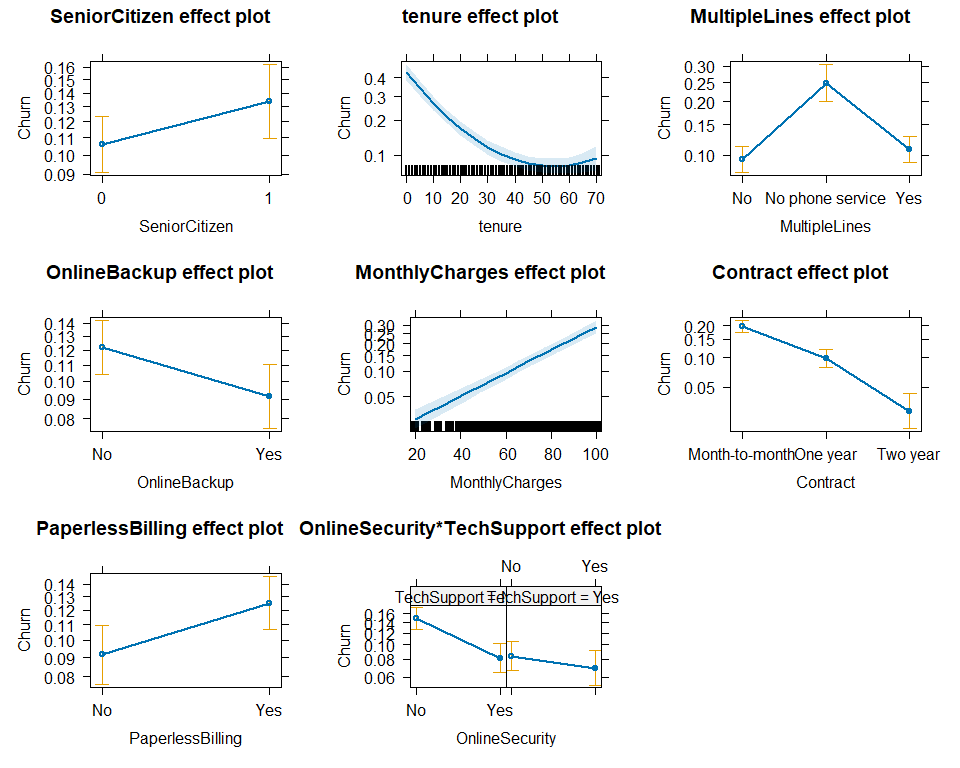 SeniorCitizen effect plot
0.16
0.15
0.14
0.13
0.12
0.11
0.10
0.09
Churn
0 1
SeniorCitizen
tenure effect plot
0.4
0.3
0.2
0.1
Churn
0 10 20 30 40 50 60 70
tenure
MultipleLines effect plot
0.30
0.25
0.20
0.15
0.10
Churn
No No phone service Yes
MultipleLines
OnlineBackup effect plot
0.14
0.13
0.12
0.11
0.10
0.09
0.08
Churn
No Yes
OnlineBackup
MonthlyCharges effect plot
0.30
0.25
0.20
0.15
0.10
0.05
Churn
20 40 60 80 100
MonthlyCharges
Contract effect plot
0.20
0.15
0.10
0.05
Churn
Month-to-month One year Two year
Contract
PaperlessBilling effect plot
0.14
0.13
0.12
0.11
0.10
0.09
0.08
Churn
No Yes
PaperlessBilling
OnlineSecurity*TechSupport effect plot
No Yes
TechSupport = TechSupport = Yes
0.16
0.14
0.12
0.10
0.08
0.06
Churn
No Yes
OnlineSecurity